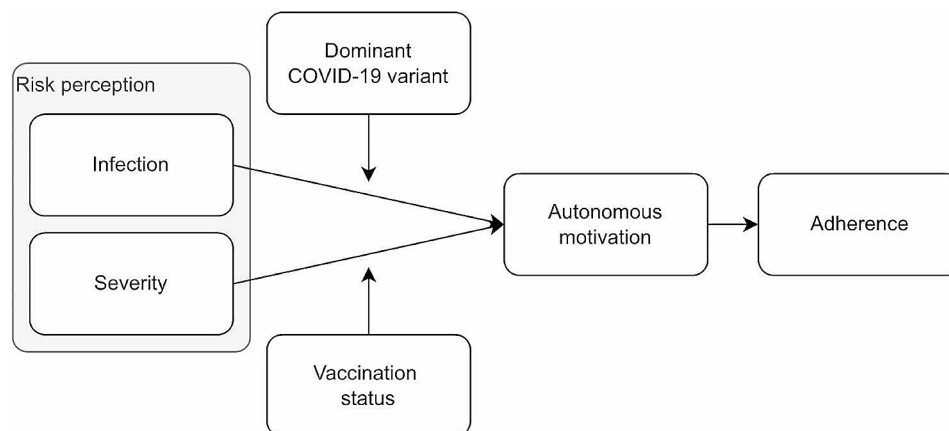 Dominant
COVID-19 variant
Risk perception
Infection
Severity
Autonomous
motivation
Adherence
Vaccination
status